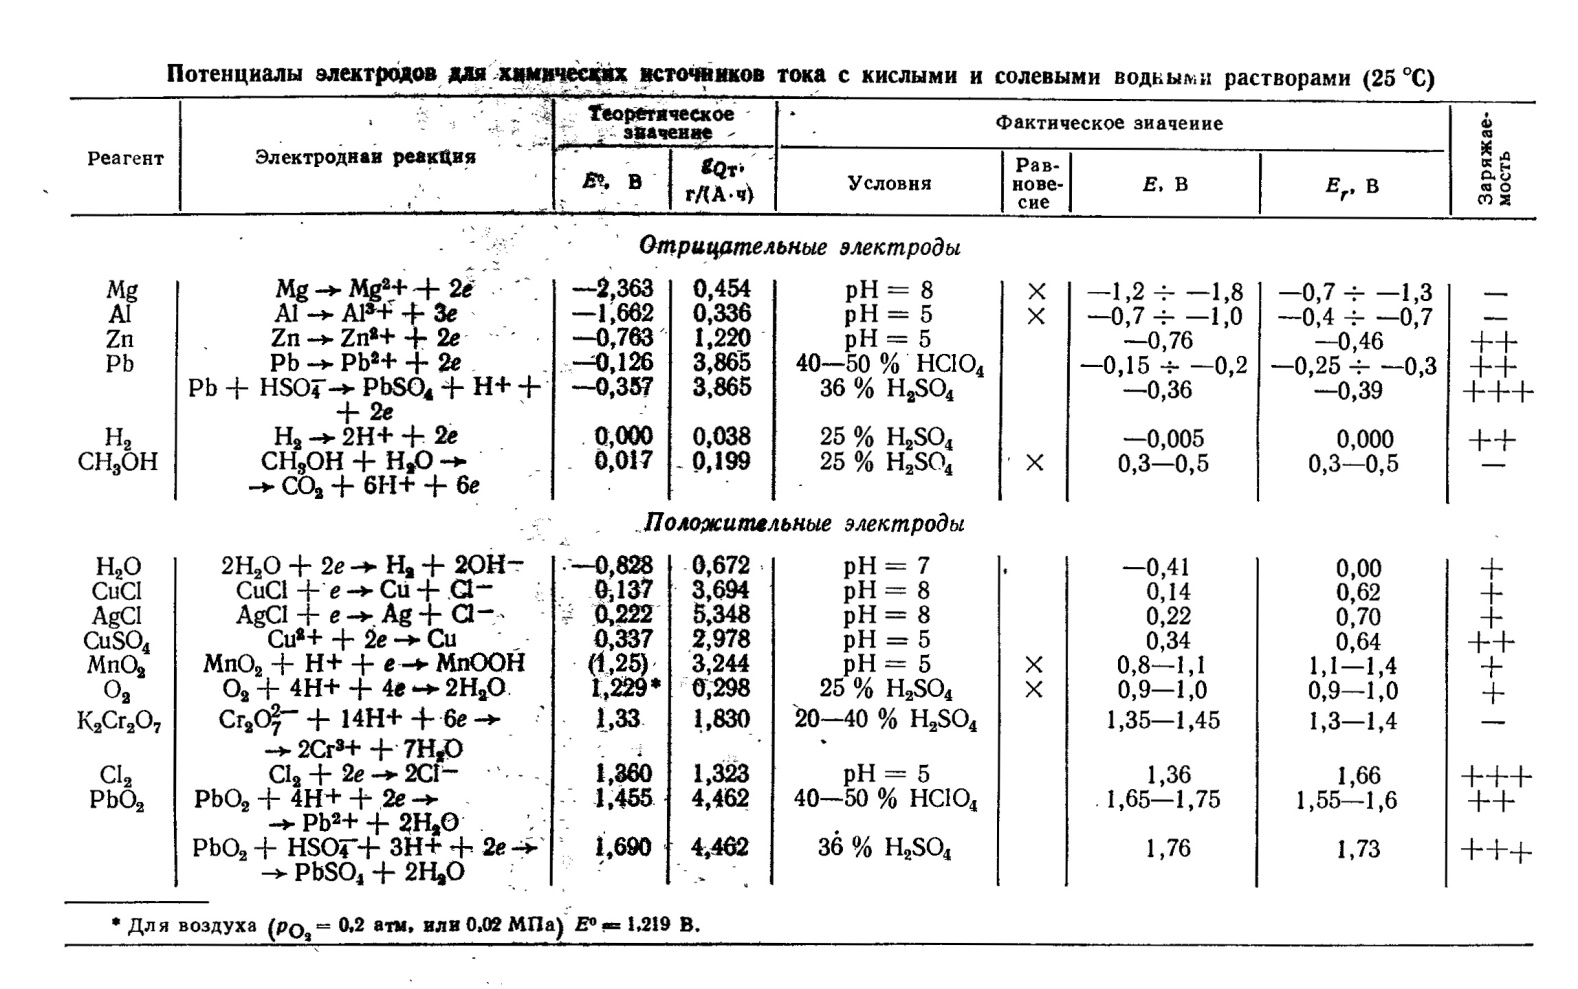 Потенциалы электродов для химических источников тока с кислыми и солевыми водными растворами (25 °C)
Реагент | Электродная реакция | Теоретическое значение | Фактическое значение | Заряжае-мость
E⁰, В | gQт, г/(А·ч) | Условия | Рав-нове-сие | E, В | Eᵣ, В
Отрицательные электроды
Mg | Mg → Mg²⁺ + 2e | —2,363 | 0,454 | pH = 8 | × | —1,2 ÷ —1,8 | —0,7 ÷ —1,3 | —
Al | Al → Al³⁺ + 3e | —1,662 | 0,336 | pH = 5 | × | —0,7 ÷ —1,0 | —0,4 ÷ —0,7 | —
Zn | Zn → Zn²⁺ + 2e | —0,763 | 1,220 | pH = 5 | —0,76 | —0,46 | ++
Pb | Pb → Pb²⁺ + 2e | —0,126 | 3,865 | 40—50 % HClO₄ | —0,15 ÷ —0,2 | —0,25 ÷ —0,3 | ++
Pb + HSO₄⁻ → PbSO₄ + H⁺ + | —0,357 | 3,865 | 36 % H₂SO₄ | —0,36 | —0,39 | +++
+ 2e
H₂ | H₂ → 2H⁺ + 2e | 0,000 | 0,038 | 25 % H₂SO₄ | —0,005 | 0,000 | ++
CH₃OH | CH₃OH + H₂O → | 0,017 | 0,199 | 25 % H₂SO₄ | × | 0,3—0,5 | 0,3—0,5 | —
→ CO₂ + 6H⁺ + 6e
Положительные электроды
H₂O | 2H₂O + 2e → H₂ + 2OH⁻ | —0,828 | 0,672 | pH = 7 | —0,41 | 0,00 | +
CuCl | CuCl + e → Cu + Cl⁻ | 0,137 | 3,694 | pH = 8 | 0,14 | 0,62 | +
AgCl | AgCl + e → Ag + Cl⁻ | 0,222 | 5,348 | pH = 8 | 0,22 | 0,70 | +
CuSO₄ | Cu²⁺ + 2e → Cu | 0,337 | 2,978 | pH = 5 | 0,34 | 0,64 | ++
MnO₂ | MnO₂ + H⁺ + e → MnOOH | (1,25) | 3,244 | pH = 5 | × | 0,8—1,1 | 1,1—1,4 | +
O₂ | O₂ + 4H⁺ + 4e → 2H₂O | 1,229* | 0,298 | 25 % H₂SO₄ | × | 0,9—1,0 | 0,9—1,0 | +
K₂Cr₂O₇ | Cr₂O₇²⁻ + 14H⁺ + 6e → | 1,33 | 1,830 | 20—40 % H₂SO₄ | 1,35—1,45 | 1,3—1,4 | —
→ 2Cr³⁺ + 7H₂O
Cl₂ | Cl₂ + 2e → 2Cl⁻ | 1,360 | 1,323 | pH = 5 | 1,36 | 1,66 | +++
PbO₂ | PbO₂ + 4H⁺ + 2e → | 1,455 | 4,462 | 40—50 % HClO₄ | 1,65—1,75 | 1,55—1,6 | ++
→ Pb²⁺ + 2H₂O
PbO₂ + HSO₄⁻ + 3H⁺ + 2e → | 1,690 | 4,462 | 36 % H₂SO₄ | 1,76 | 1,73 | +++
→ PbSO₄ + 2H₂O
* Для воздуха (pO₂ = 0,2 атм, или 0,02 МПа) E⁰ = 1,219 В.